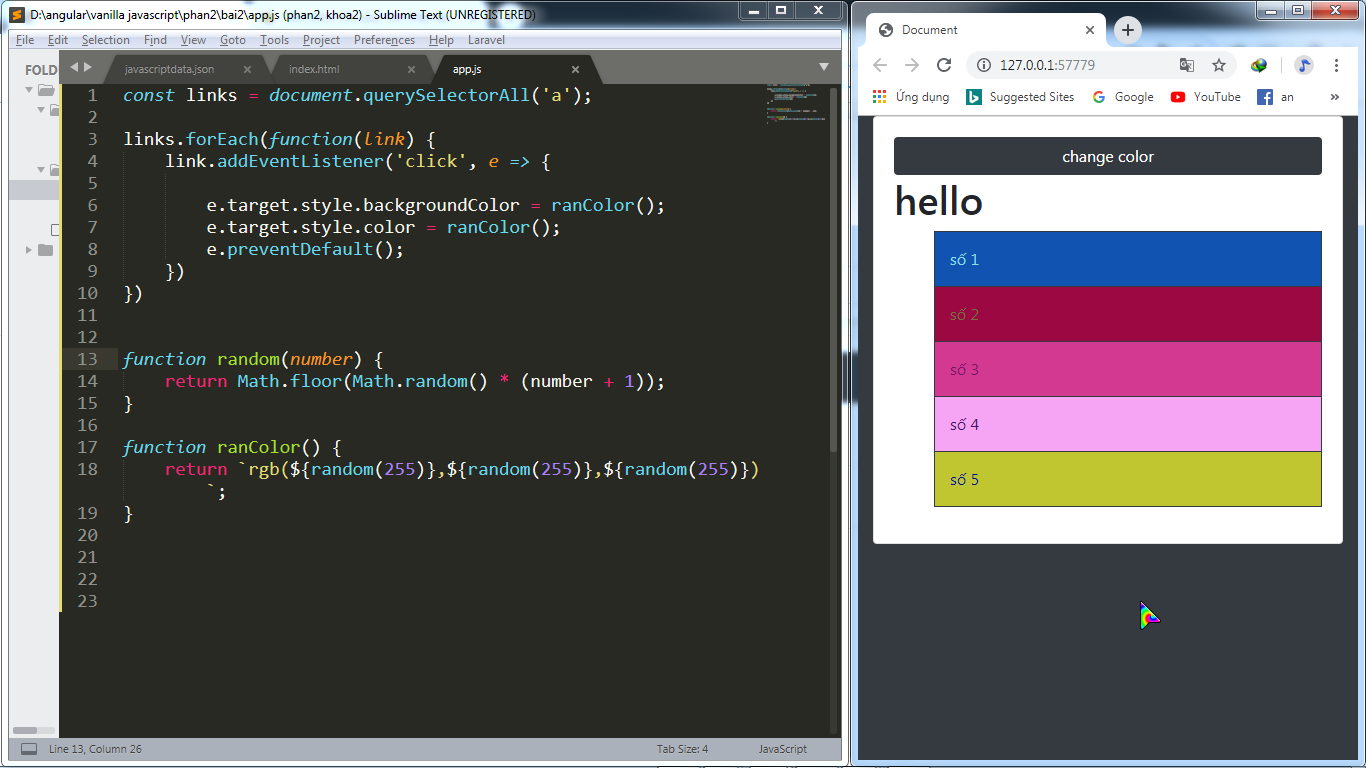 D:\angular\vanilla javascript\phan2\bai2\app.js (phan2, khoa2) - Sublime Text (UNREGISTERED)
File Edit Selection Find View Goto Tools Project Preferences Help Laravel
FOLD
javascriptdata.json
index.html
app.js
1 const links = document.querySelectorAll('a');
2
3 links.forEach(function(link) {
4 link.addEventListener('click', e => {
5
6 e.target.style.backgroundColor = ranColor();
7 e.target.style.color = ranColor();
8 e.preventDefault();
9 })
10 })
11
12
13 function random(number) {
14 return Math.floor(Math.random() * (number + 1));
15 }
16
17 function ranColor() {
18 return `rgb(${random(255)},${random(255)},${random(255)})
`;
19 }
20
21
22
23
Line 13, Column 26
Tab Size: 4
JavaScript
Document
127.0.0.1:57779
Ứng dụng
Suggested Sites
Google
YouTube
an
»
change color
hello
số 1
số 2
số 3
số 4
số 5